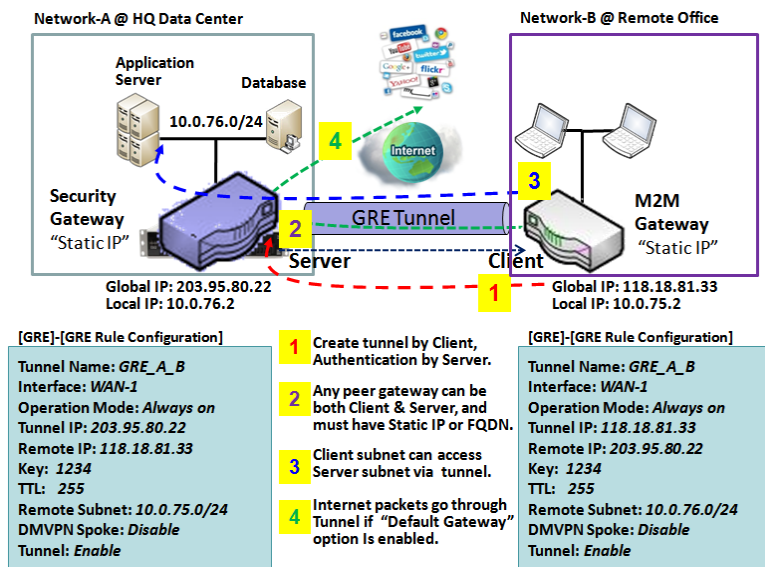 Network-A @ HQ Data Center
Network-B @ Remote Office
Application
Server
Database
10.0.76.0/24
facebook
YouTube
twitter
Google+
flickr
YAHOO!
Internet
4
3
Security
Gateway
"Static IP"
2
GRE Tunnel
M2M
Gateway
"Static IP"
Server
Client
1
Global IP: 203.95.80.22
Local IP: 10.0.76.2
Global IP: 118.18.81.33
Local IP: 10.0.75.2
[GRE]-[GRE Rule Configuration]
Tunnel Name: GRE_A_B
Interface: WAN-1
Operation Mode: Always on
Tunnel IP: 203.95.80.22
Remote IP: 118.18.81.33
Key: 1234
TTL: 255
Remote Subnet: 10.0.75.0/24
DMVPN Spoke: Disable
Tunnel: Enable
1 Create tunnel by Client,
Authentication by Server.
2 Any peer gateway can be
both Client & Server, and
must have Static IP or FQDN.
3 Client subnet can access
Server subnet via tunnel.
4 Internet packets go through
Tunnel if "Default Gateway"
option Is enabled.
[GRE]-[GRE Rule Configuration]
Tunnel Name: GRE_A_B
Interface: WAN-1
Operation Mode: Always on
Tunnel IP: 118.18.81.33
Remote IP: 203.95.80.22
Key: 1234
TTL: 255
Remote Subnet: 10.0.76.0/24
DMVPN Spoke: Disable
Tunnel: Enable